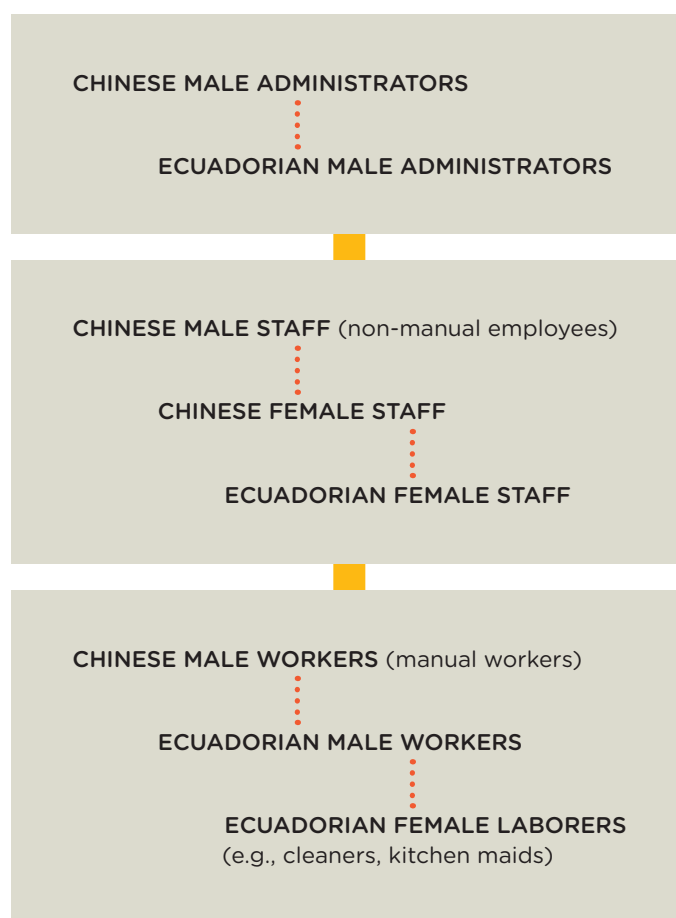 CHINESE MALE ADMINISTRATORS
ECUADORIAN MALE ADMINISTRATORS
CHINESE MALE STAFF (non-manual employees)
CHINESE FEMALE STAFF
ECUADORIAN FEMALE STAFF
CHINESE MALE WORKERS (manual workers)
ECUADORIAN MALE WORKERS
ECUADORIAN FEMALE LABORERS
(e.g., cleaners, kitchen maids)